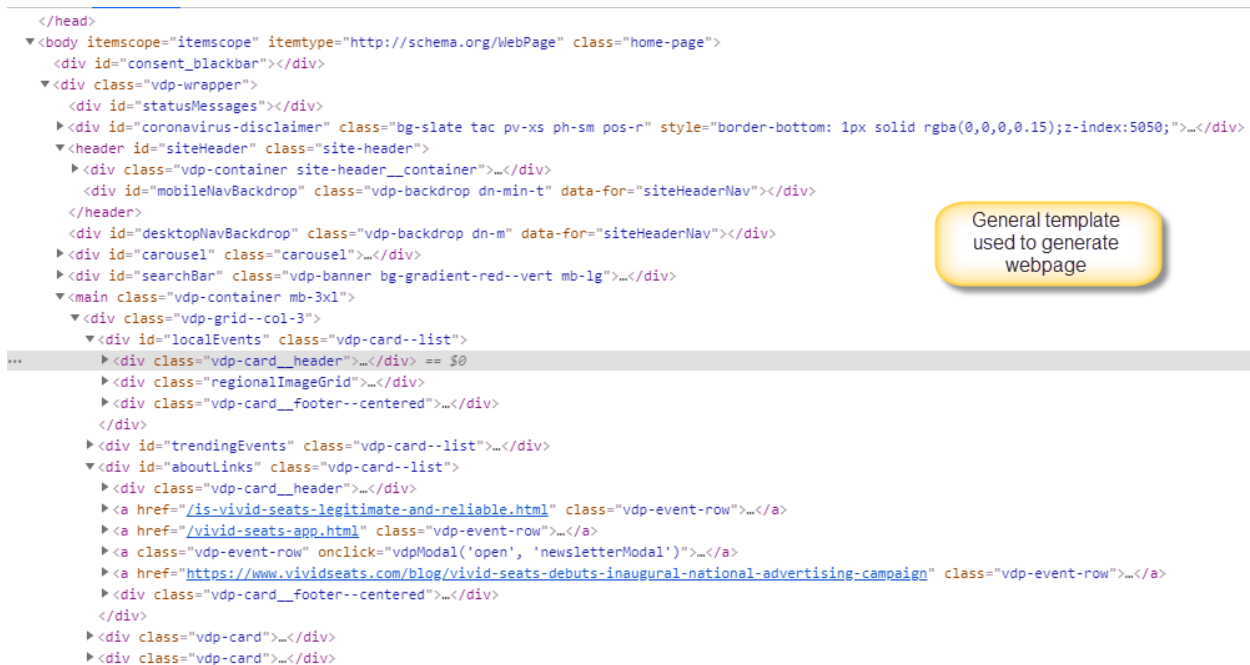 </head>
▼<body itemscope="itemscope" itemtype="http://schema.org/WebPage" class="home-page">
<div id="consent_blackbar"></div>
▼<div class="vdp-wrapper">
<div id="statusMessages"></div>
▶<div id="coronavirus-disclaimer" class="bg-slate tac pv-xs ph-sm pos-r" style="border-bottom: 1px solid rgba(0,0,0,0.15);z-index:5050;">…</div>
▼<header id="siteHeader" class="site-header">
▶<div class="vdp-container site-header__container">…</div>
<div id="mobileNavBackdrop" class="vdp-backdrop dn-min-t" data-for="siteHeaderNav"></div>
</header>
<div id="desktopNavBackdrop" class="vdp-backdrop dn-m" data-for="siteHeaderNav"></div>
▶<div id="carousel" class="carousel">…</div>
▶<div id="searchBar" class="vdp-banner bg-gradient-red--vert mb-lg">…</div>
▼<main class="vdp-container mb-3xl">
▼<div class="vdp-grid--col-3">
▼<div id="localEvents" class="vdp-card--list">
… ▶<div class="vdp-card__header">…</div> == $0
▶<div class="regionalImageGrid">…</div>
▶<div class="vdp-card__footer--centered">…</div>
</div>
▶<div id="trendingEvents" class="vdp-card--list">…</div>
▼<div id="aboutLinks" class="vdp-card--list">
▶<div class="vdp-card__header">…</div>
▶<a href="/is-vivid-seats-legitimate-and-reliable.html" class="vdp-event-row">…</a>
▶<a href="/vivid-seats-app.html" class="vdp-event-row">…</a>
▶<a class="vdp-event-row" onclick="vdpModal('open', 'newsletterModal')">…</a>
▶<a href="https://www.vividseats.com/blog/vivid-seats-debuts-inaugural-national-advertising-campaign" class="vdp-event-row">…</a>
▶<div class="vdp-card__footer--centered">…</div>
</div>
▶<div class="vdp-card">…</div>
▶<div class="vdp-card">…</div>
General template
used to generate
webpage